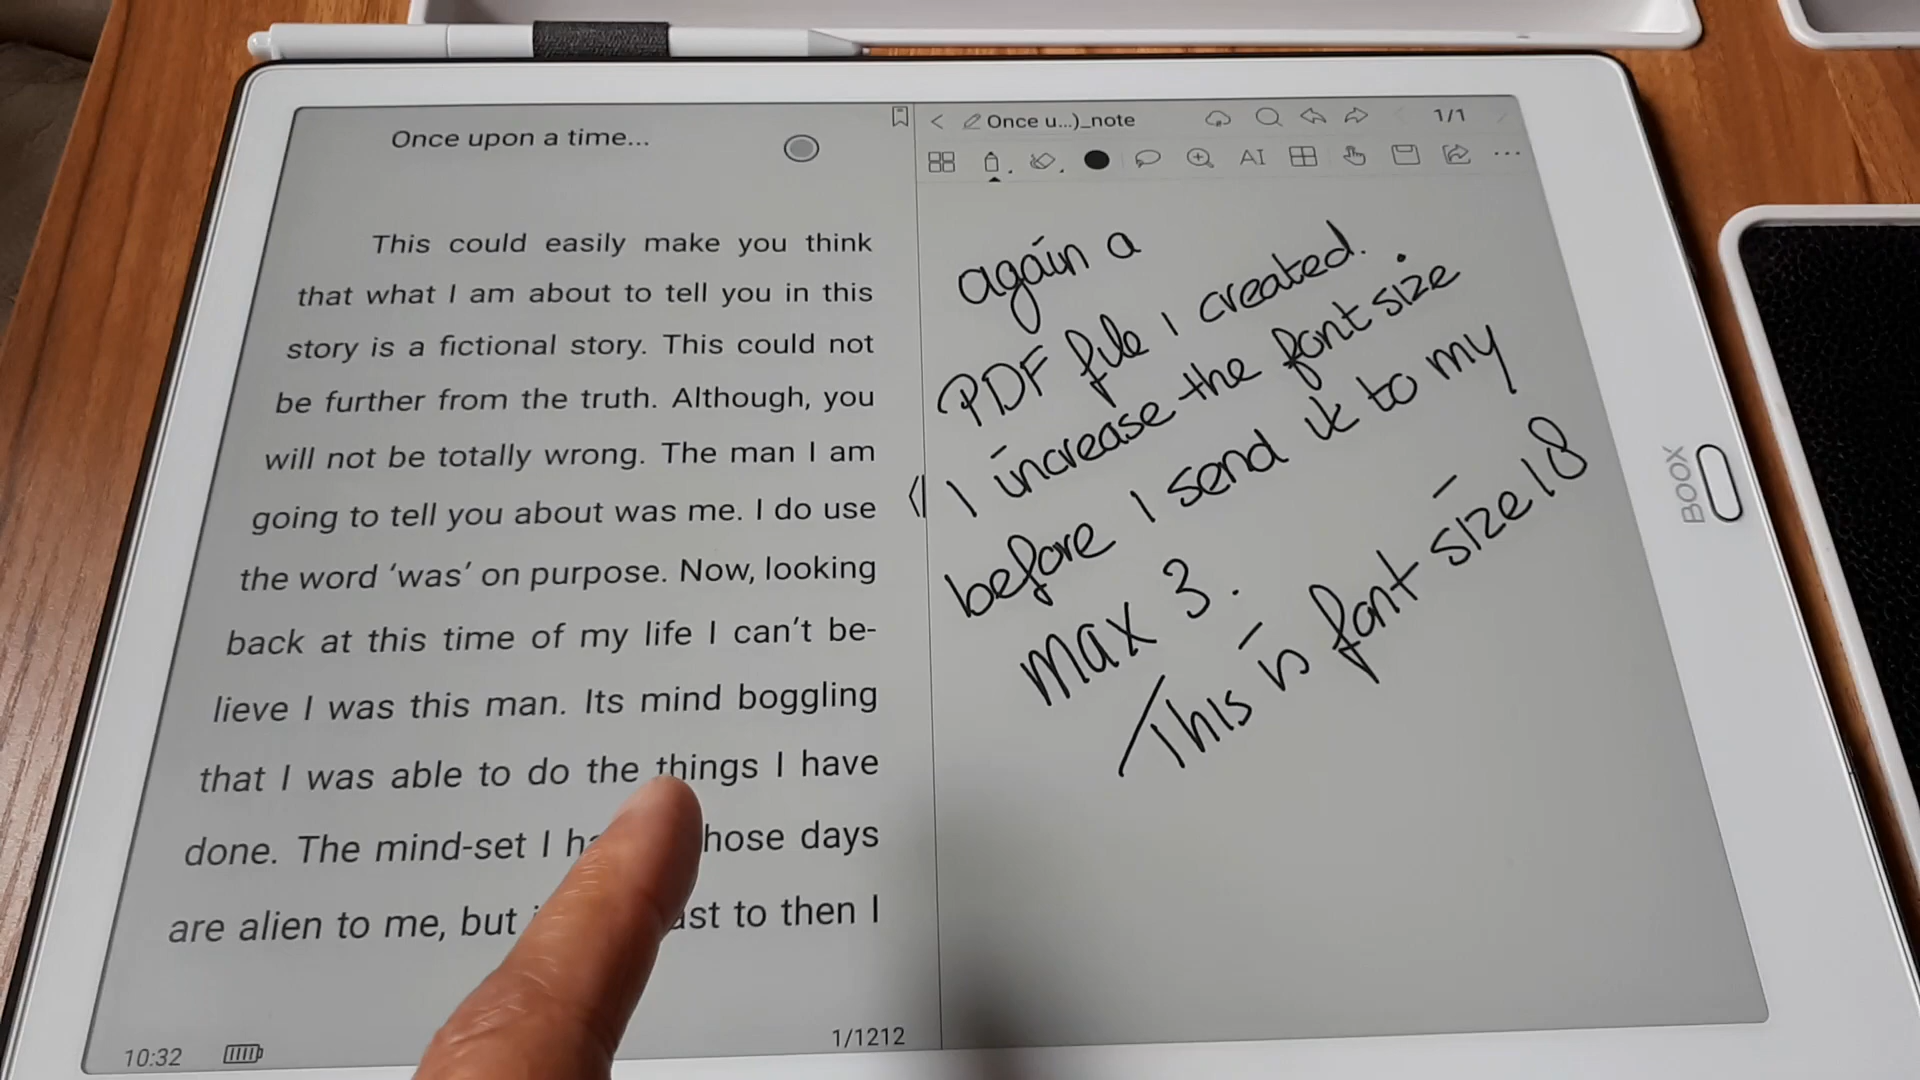 Once upon a time...
This could easily make you think
that what I am about to tell you in this
story is a fictional story. This could not
be further from the truth. Although, you
will not be totally wrong. The man I am
going to tell you about was me. I do use
the word ‘was’ on purpose. Now, looking
back at this time of my life I can’t be-
lieve I was this man. Its mind boggling
that I was able to do the things I have
done. The mind-set I hose days
are alien to me, but to then I
10:32
1/1212
Once u...)_note
1/1
AI
again a
PDF file I created.
I increase the font size
before I send it to my
max 3.
This is font size 18
BOOX